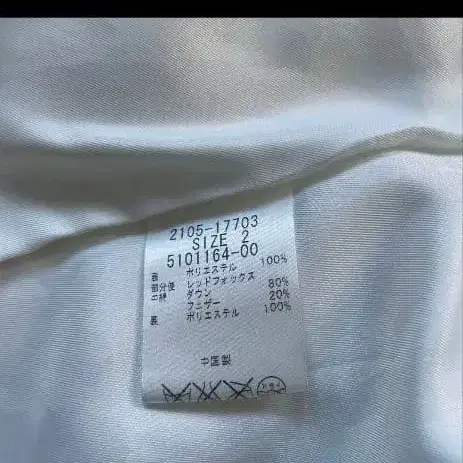 2105-17703
SIZE 2
5101164-00
表 ポリエステル 100%
部分使 レッドフォックス
中綿 ダウン 80%
フェザー 20%
裏 ポリエステル 100%
中国製